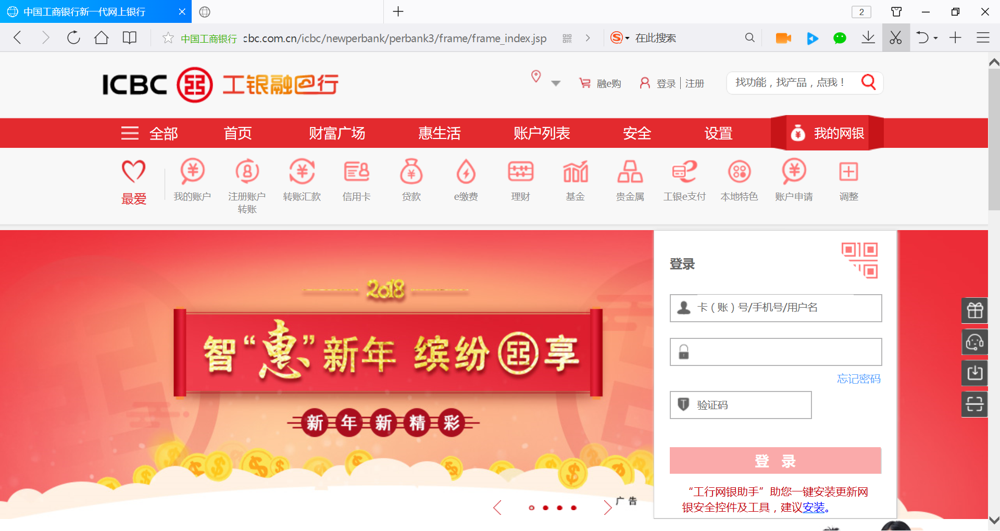 中国工商银行新一代网上银行
2
中国工商银行 cbc.com.cn/icbc/newperbank/perbank3/frame/frame_index.jsp
在此搜索
ICBC 工银融e行
融e购
登录 | 注册
找功能，找产品，点我！
全部 首页 财富广场 惠生活 账户列表 安全 设置 我的网银
最爱 我的账户 注册账户 转账汇款 信用卡 贷款 e缴费 理财 基金 贵金属 工银e支付 本地特色 账户申请 调整
转账
2018
智“惠”新年 缤纷享
新年新精彩
广告
登录
卡（账）号/手机号/用户名
忘记密码
验证码
登 录
“工行网银助手”助您一键安装更新网
银安全控件及工具，建议安装。